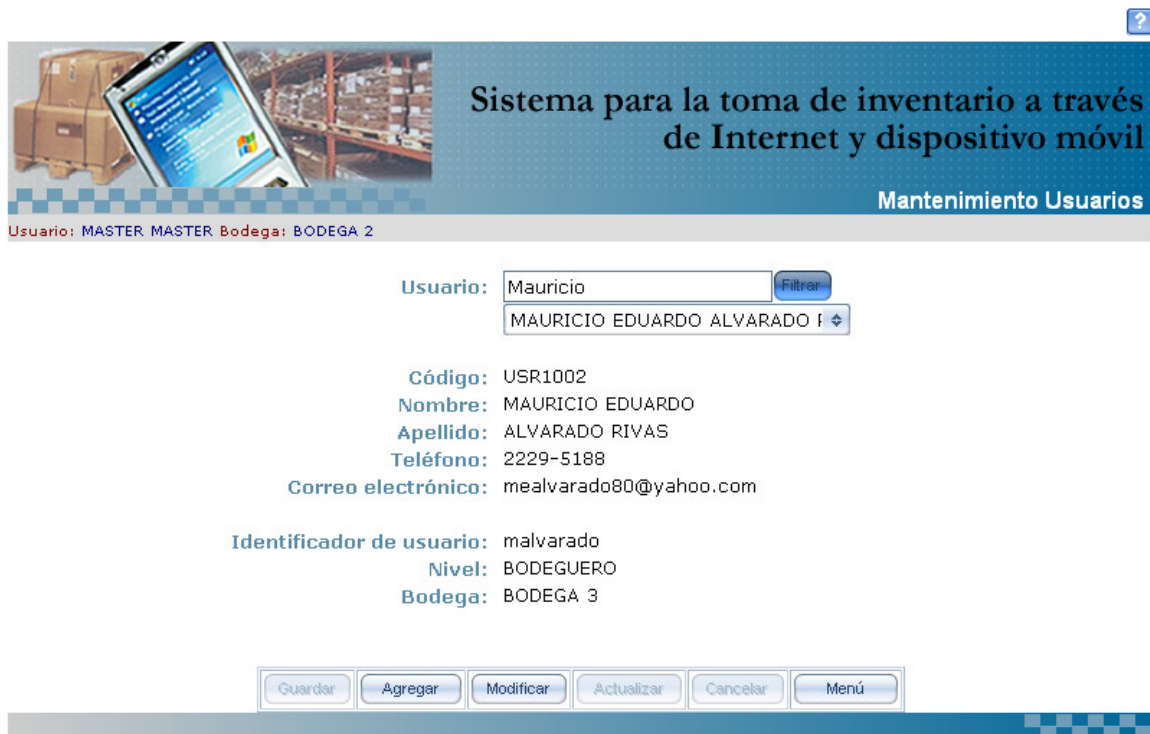 ?
Sistema para la toma de inventario a través
de Internet y dispositivo móvil
Mantenimiento Usuarios
Usuario: MASTER MASTER Bodega: BODEGA 2
Usuario: Mauricio Filtrar
MAURICIO EDUARDO ALVARADO
Código: USR1002
Nombre: MAURICIO EDUARDO
Apellido: ALVARADO RIVAS
Teléfono: 2229-5188
Correo electrónico: mealvarado80@yahoo.com
Identificador de usuario: malvarado
Nivel: BODEGUERO
Bodega: BODEGA 3
Guardar Agregar Modificar Actualizar Cancelar Menú